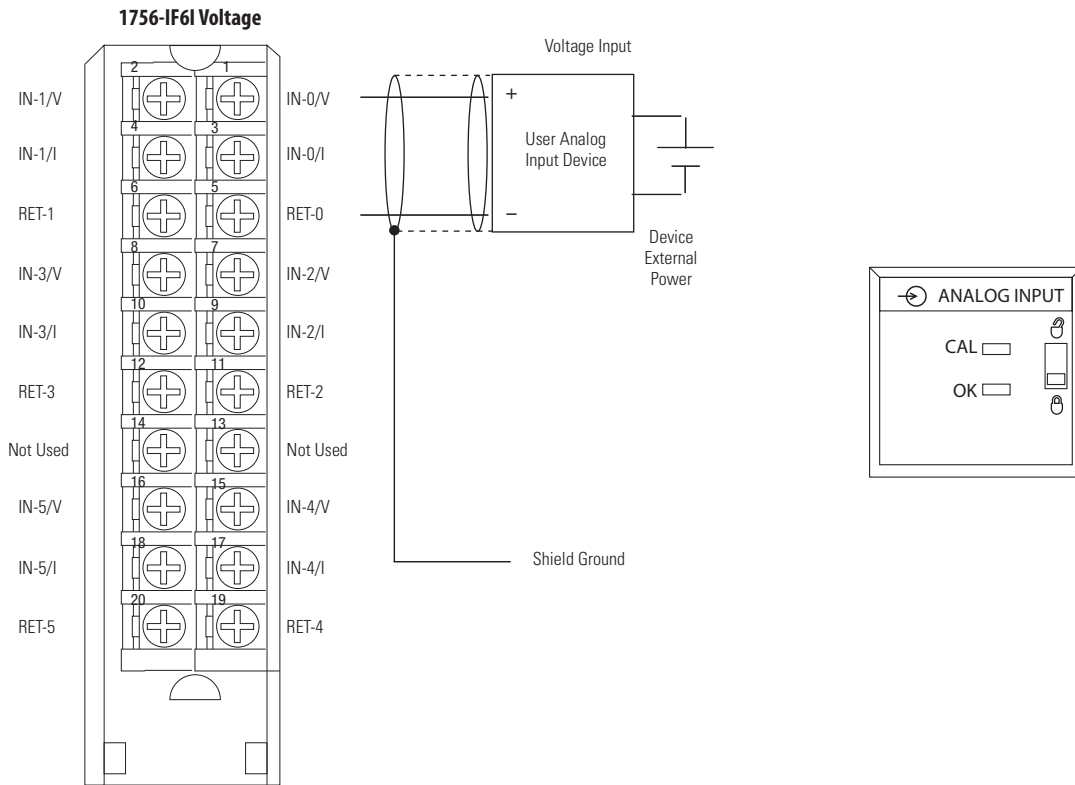 1756-IF6I Voltage
2 1
IN-1/V IN-0/V
4 3
IN-1/I IN-0/I
6 5
RET-1 RET-0
8 7
IN-3/V IN-2/V
10 9
IN-3/I IN-2/I
12 11
RET-3 RET-2
14 13
Not Used Not Used
16 15
IN-5/V IN-4/V
18 17
IN-5/I IN-4/I
20 19
RET-5 RET-4
Voltage Input
+
User Analog
Input Device
–
Device
External
Power
Shield Ground
ANALOG INPUT
CAL
OK